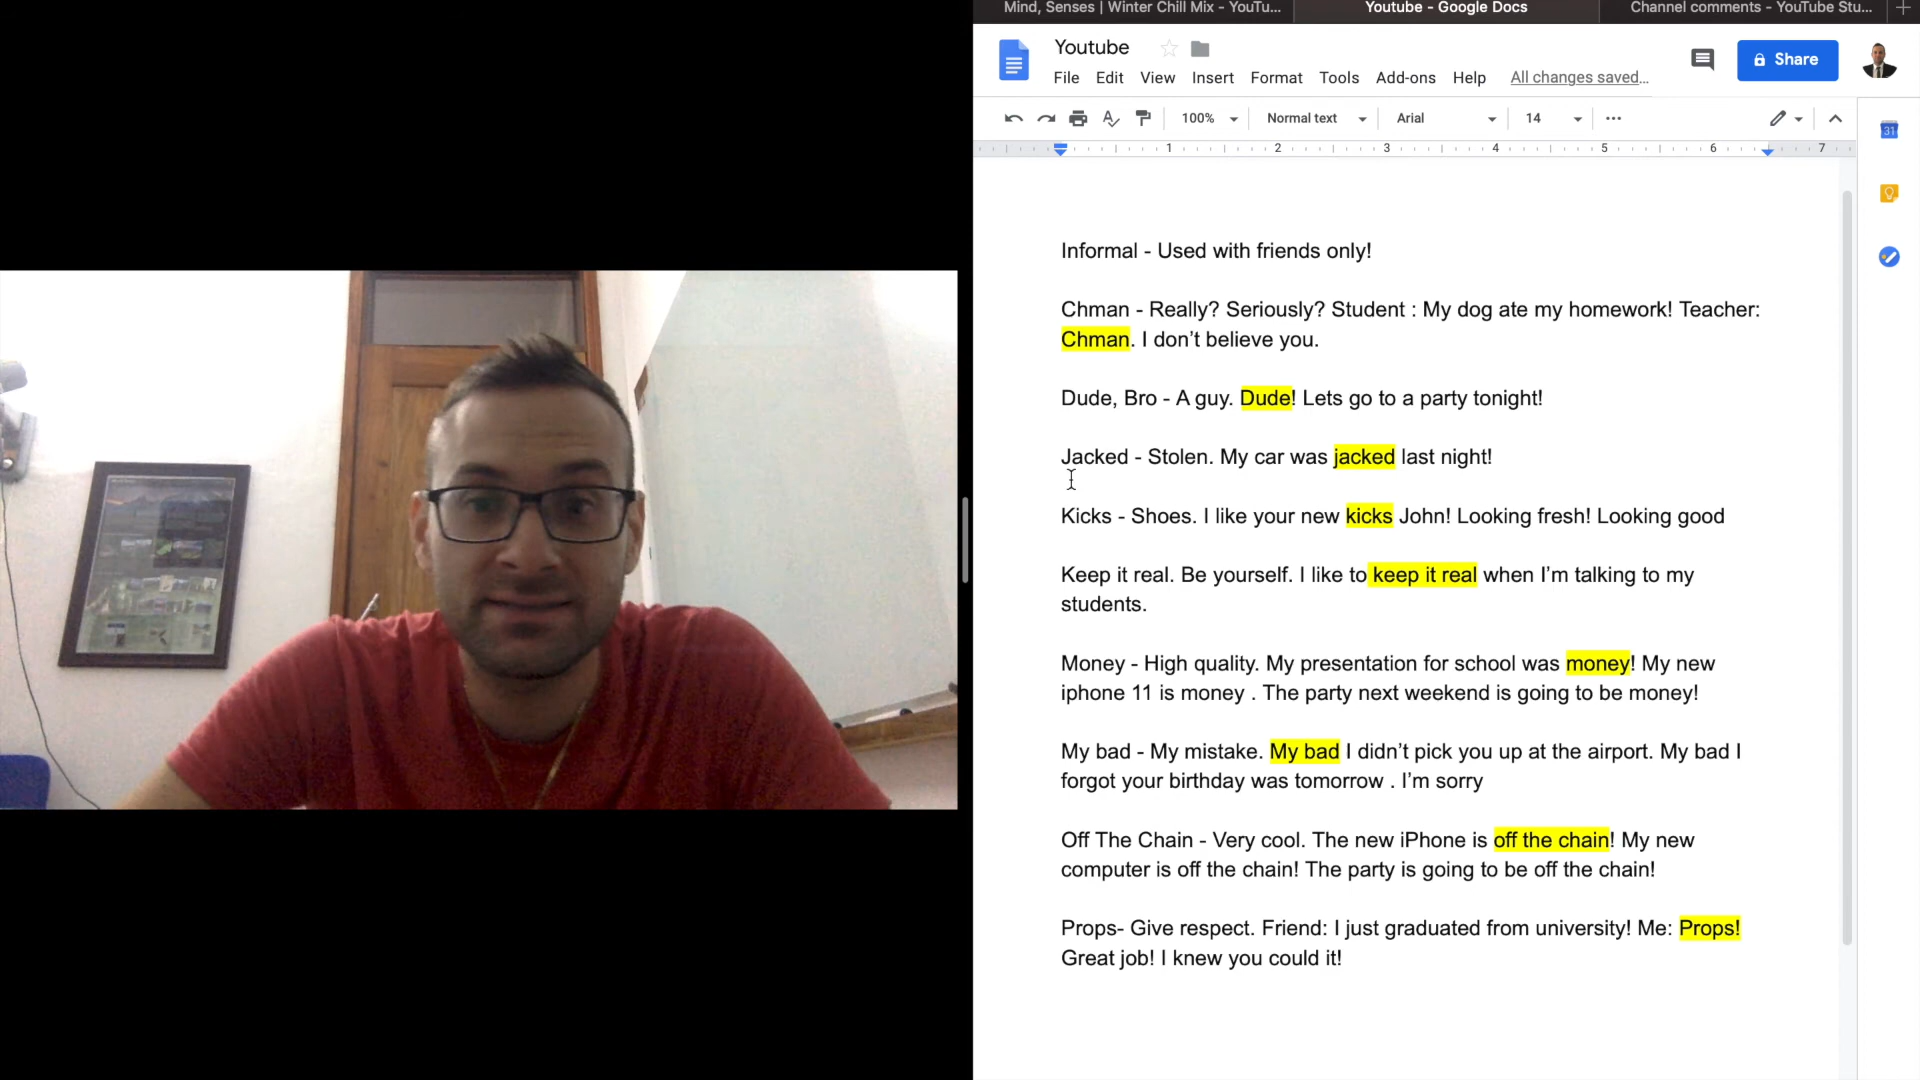 Mind, Senses | Winter Chill Mix - YouTu...
Youtube - Google Docs
Channel comments - YouTube Stu...
Youtube
Share
File Edit View Insert Format Tools Add-ons Help All changes saved...
100% Normal text Arial 14
1 2 3 4 5 6 7
31
Informal - Used with friends only!
Chman - Really? Seriously? Student : My dog ate my homework! Teacher:
Chman. I don’t believe you.
Dude, Bro - A guy. Dude! Lets go to a party tonight!
Jacked - Stolen. My car was jacked last night!
Kicks - Shoes. I like your new kicks John! Looking fresh! Looking good
Keep it real. Be yourself. I like to keep it real when I’m talking to my
students.
Money - High quality. My presentation for school was money! My new
iphone 11 is money . The party next weekend is going to be money!
My bad - My mistake. My bad I didn’t pick you up at the airport. My bad I
forgot your birthday was tomorrow . I’m sorry
Off The Chain - Very cool. The new iPhone is off the chain! My new
computer is off the chain! The party is going to be off the chain!
Props- Give respect. Friend: I just graduated from university! Me: Props!
Great job! I knew you could it!